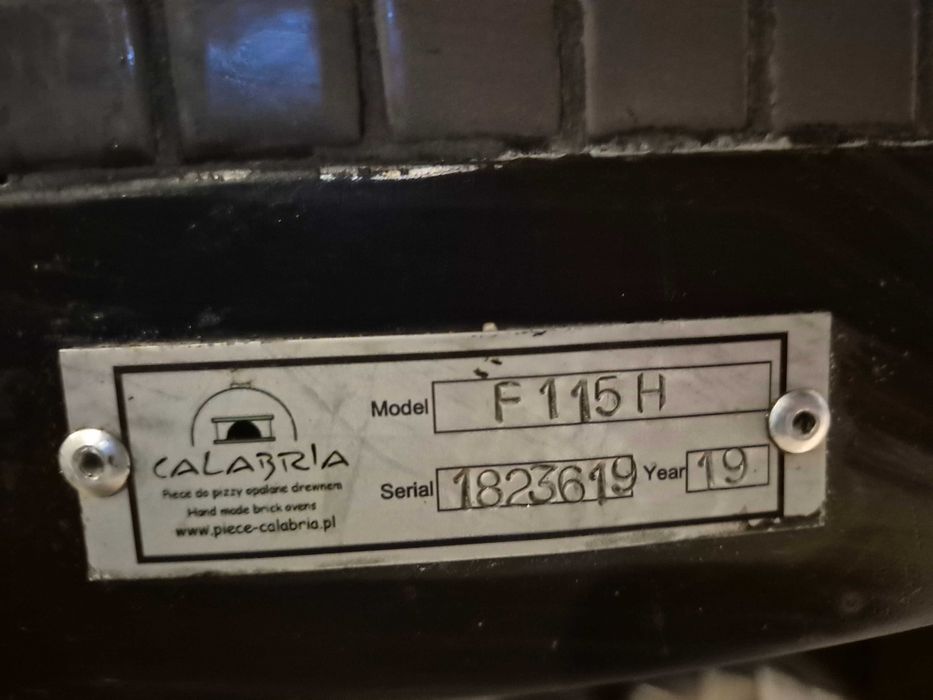 CALABRIA
Piece do pizzy opalane drewnem
Hand made brick ovens
www.piece-calabria.pl
Model F 115 H
Serial 1823619 Year 19